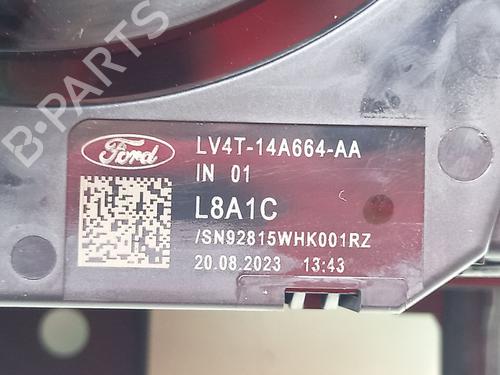 B-PARTS
Ford
LV4T-14A664-AA
IN 01
L8A1C
/SN92815WHK001RZ
20.08.2023 13:43